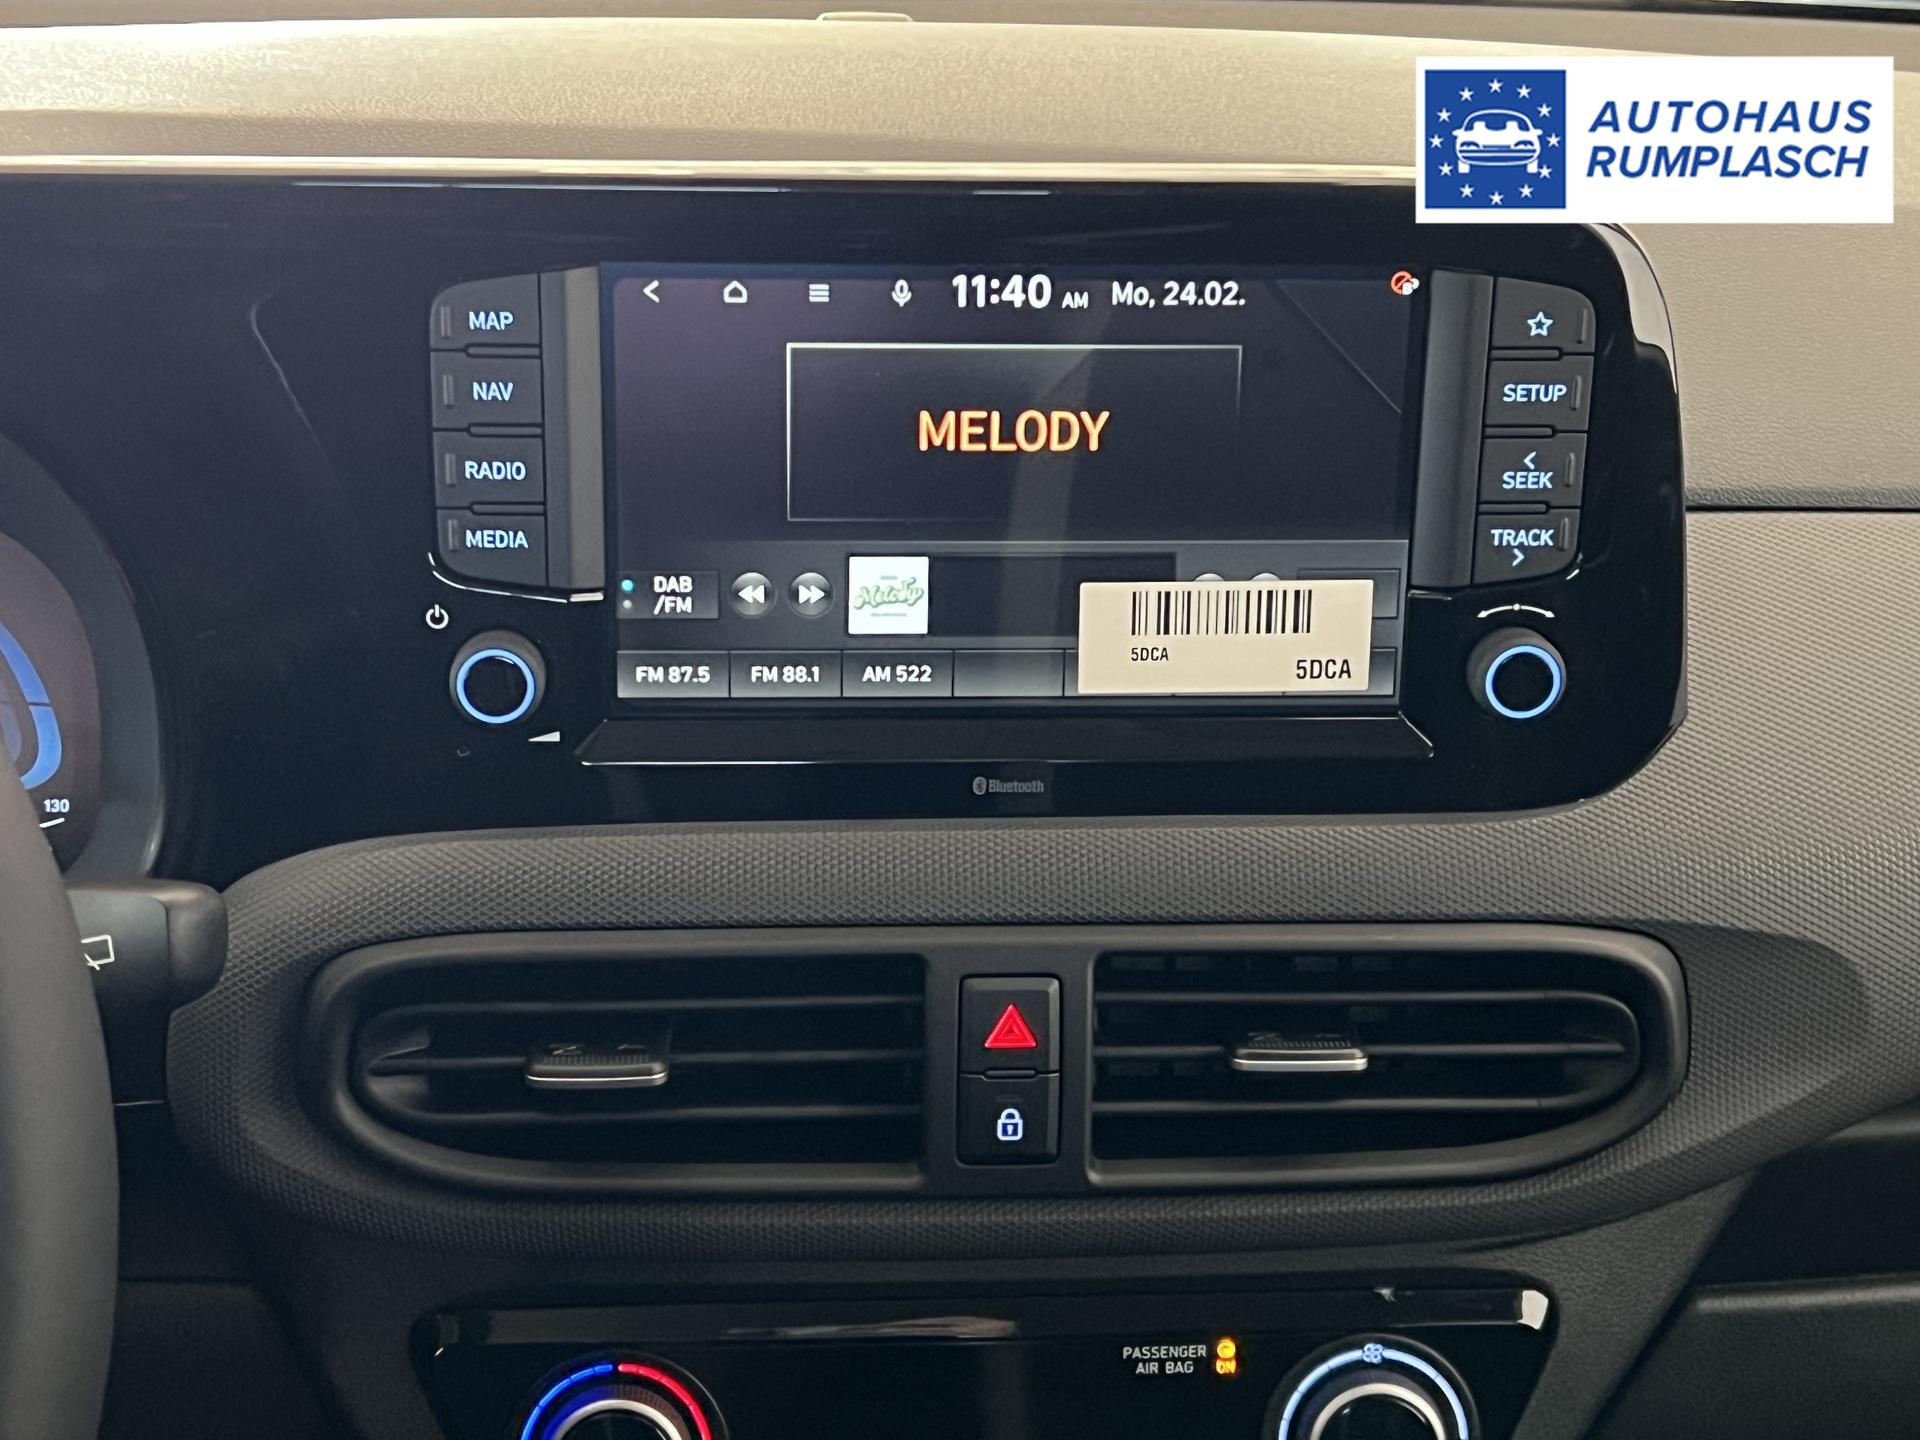 AUTOHAUS
RUMPLASCH
11:40 AM Mo, 24.02.
MAP
NAV
RADIO
MEDIA
MELODY
SETUP
SEEK
TRACK
DAB
/FM
Melody
5DCA
5DCA
FM 87.5
FM 88.1
AM 522
Bluetooth
130
PASSENGER
AIR BAG ON